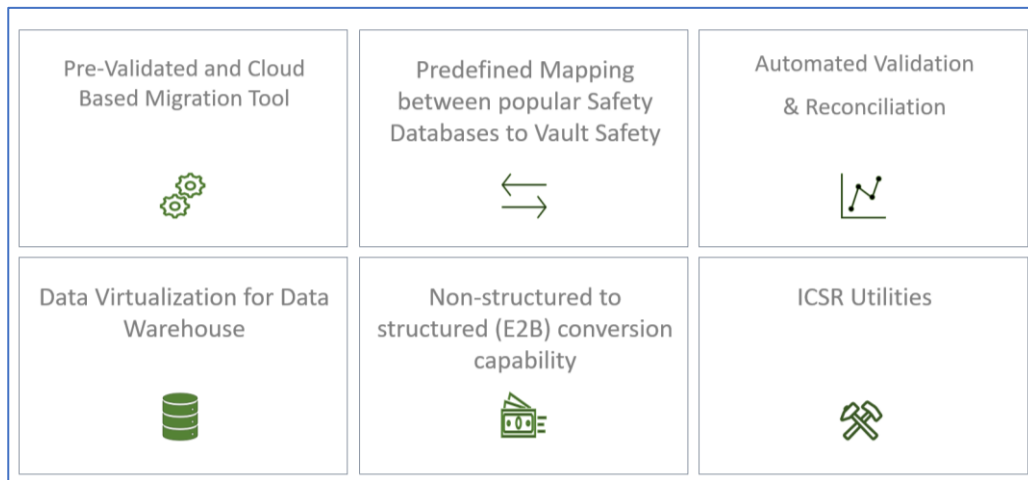 Pre-Validated and Cloud
Based Migration Tool
Predefined Mapping
between popular Safety
Databases to Vault Safety
Automated Validation
& Reconciliation
Data Virtualization for Data
Warehouse
Non-structured to
structured (E2B) conversion
capability
ICSR Utilities